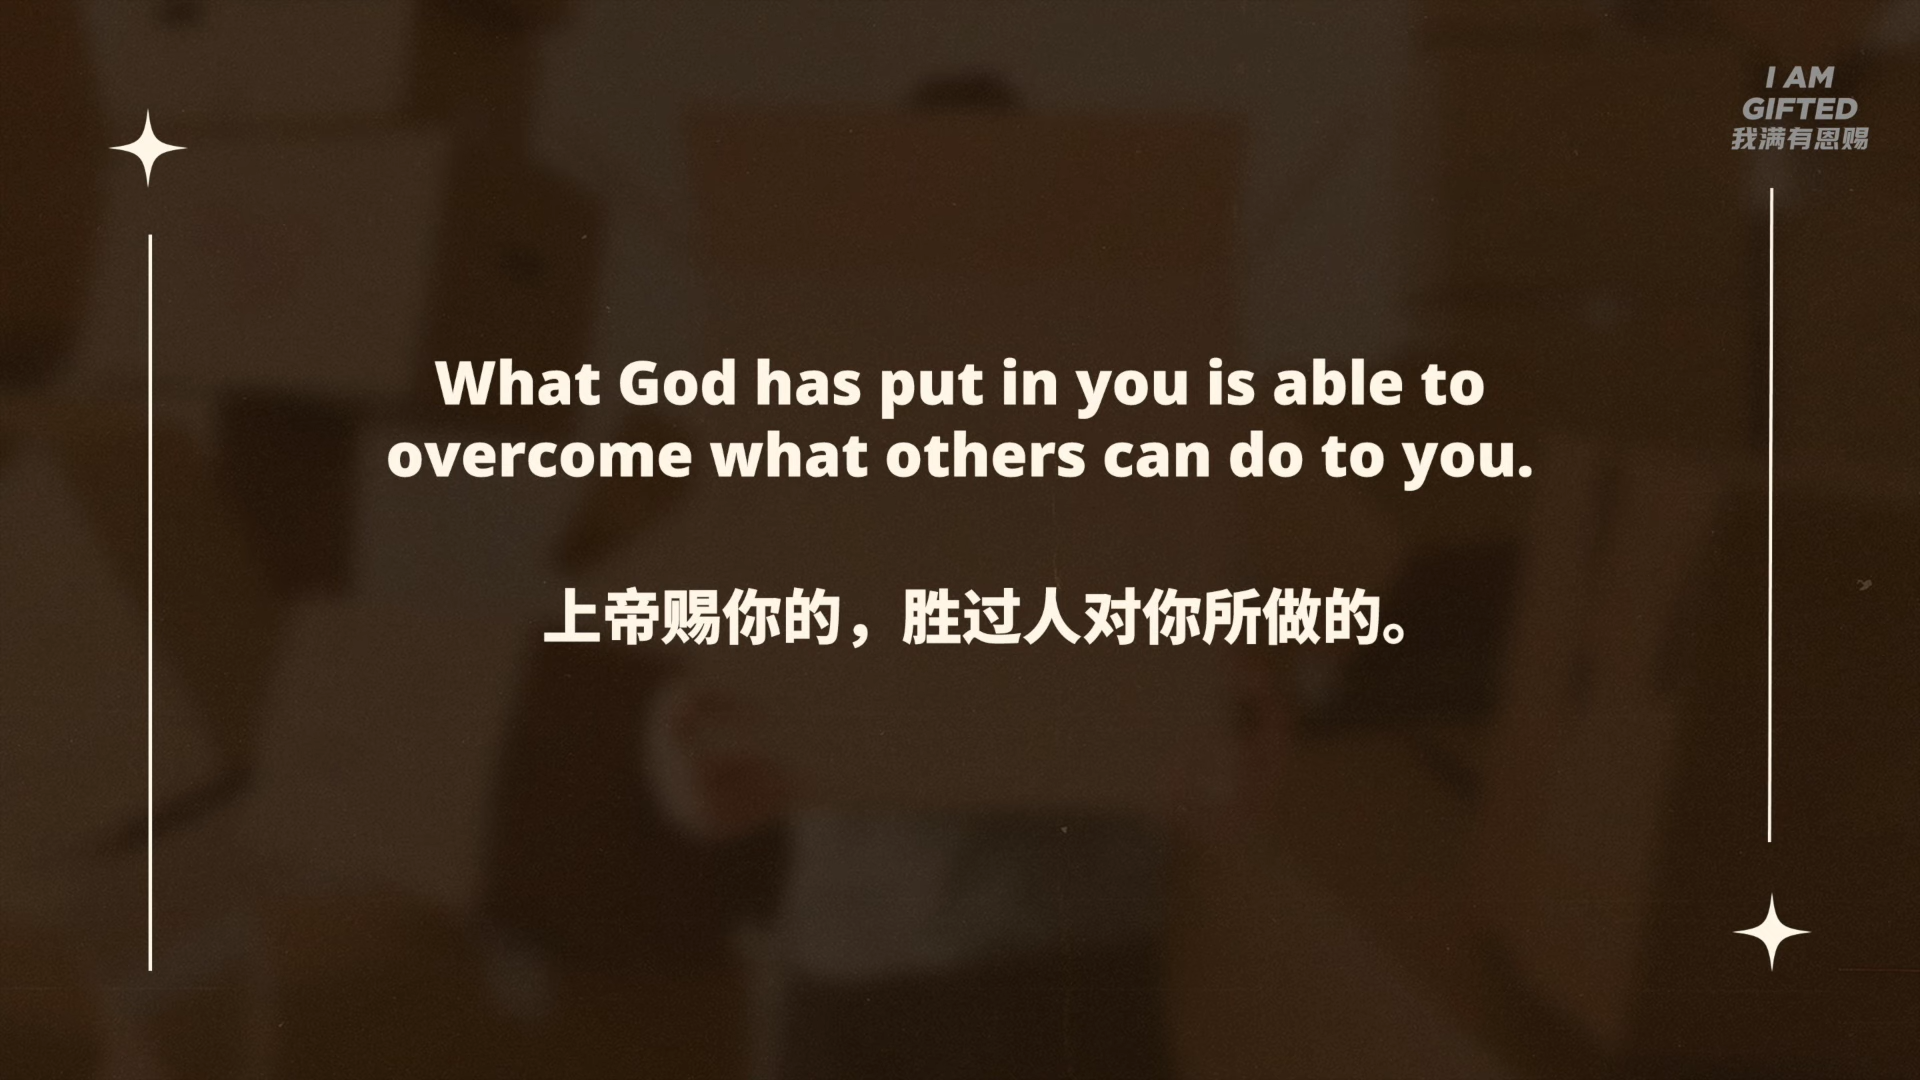 I AM
GIFTED
我满有恩赐
What God has put in you is able to
overcome what others can do to you.
上帝赐你的，胜过人对你所做的。